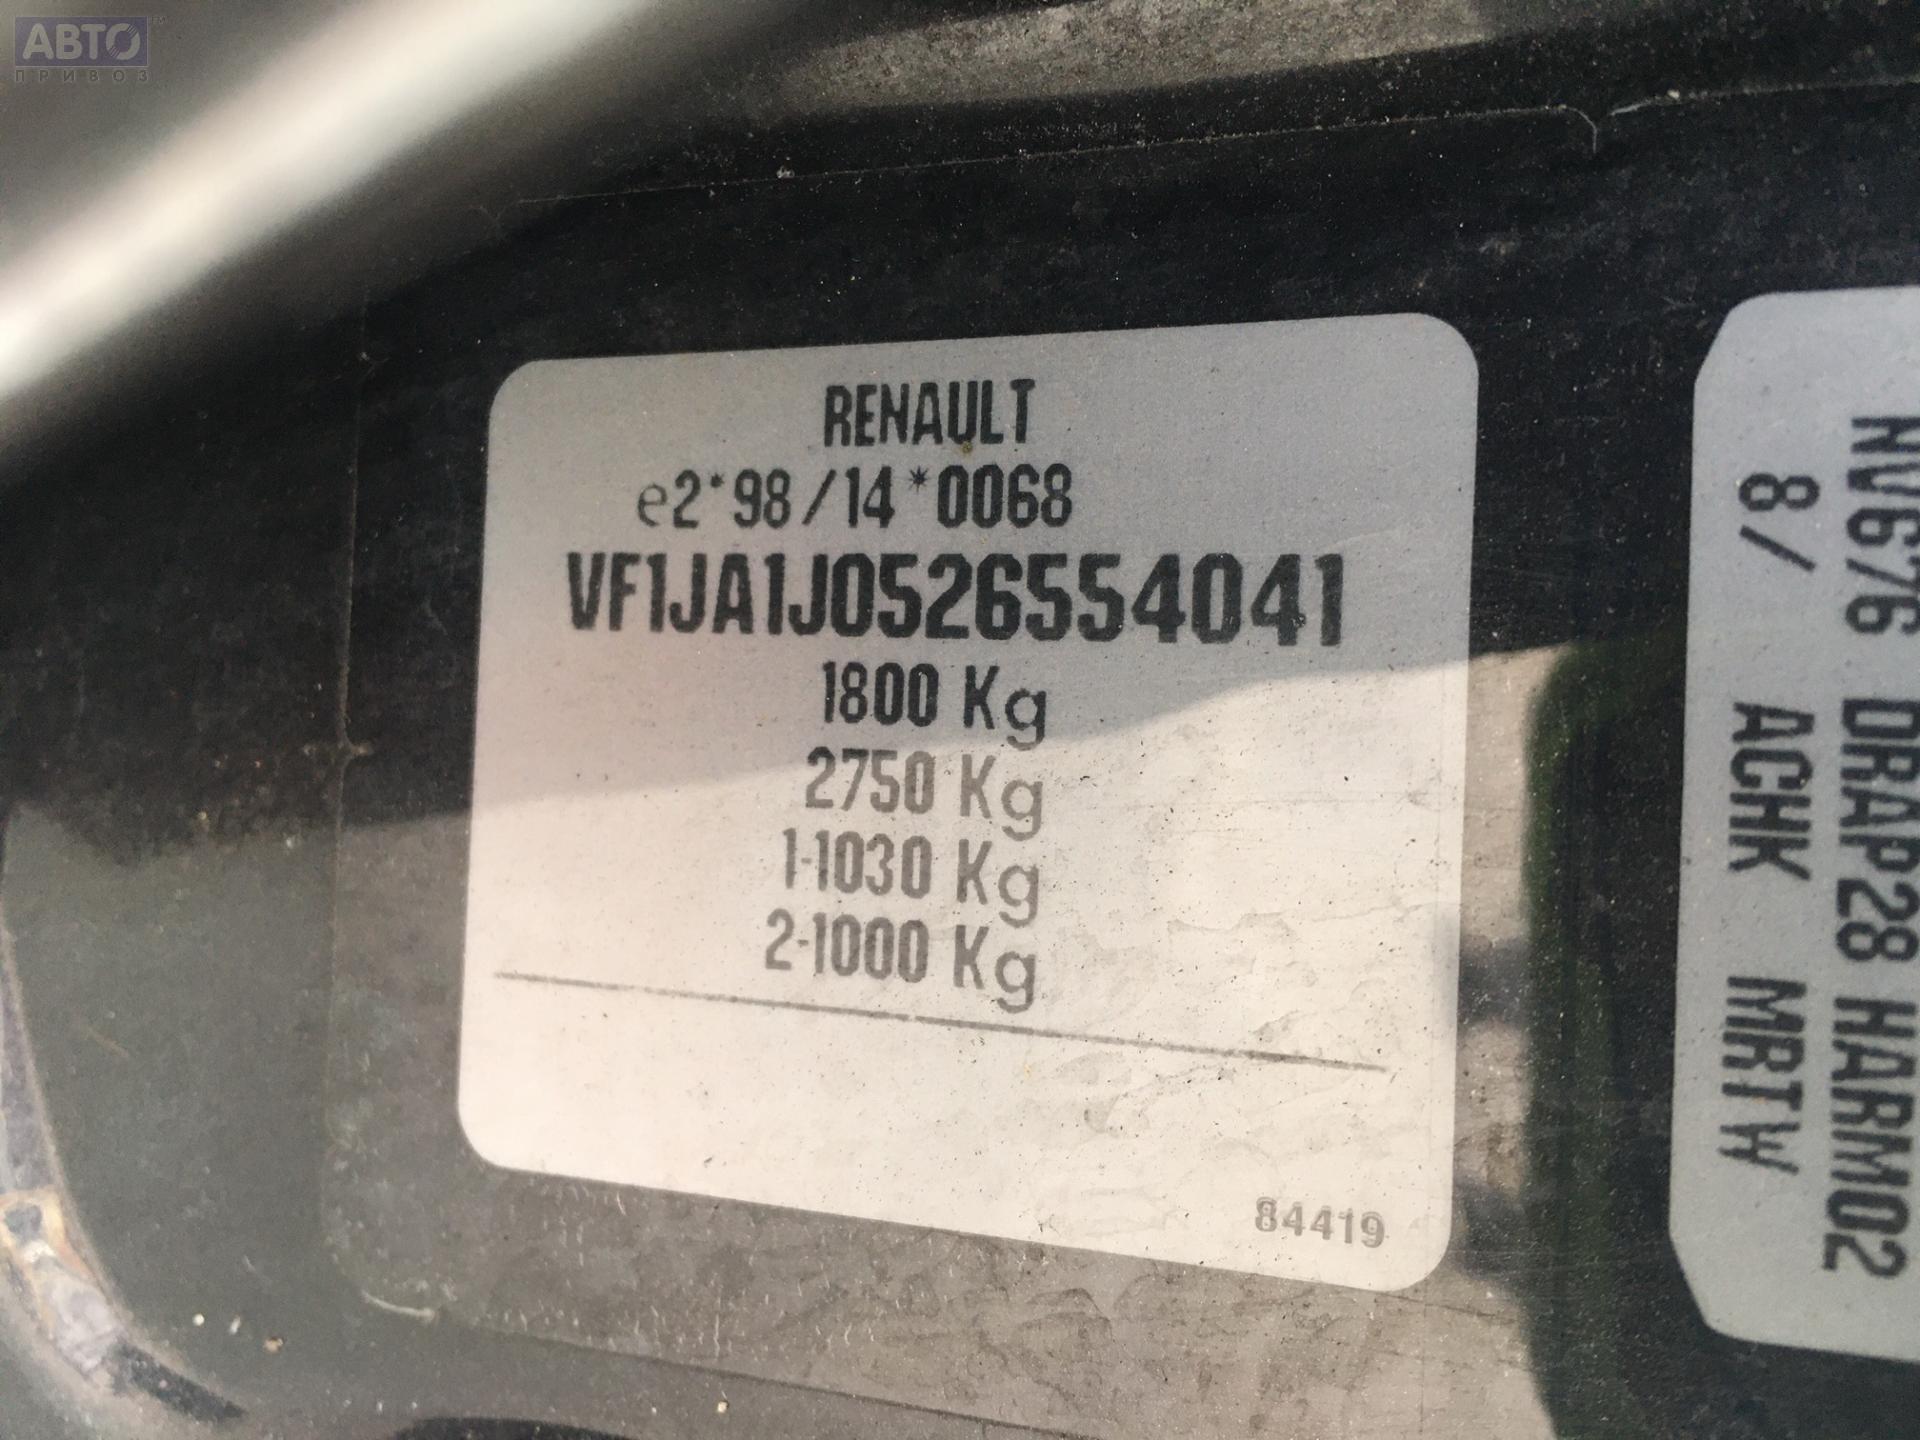 АВТО
ПРИВОЗ
RENAULT
e2*98/14*0068
VF1JA1J0526554041
1800 Kg
2750 Kg
1-1030 Kg
2-1000 Kg
84419
NV676 DRAP28 HARM02
8/ ACHK MRTW